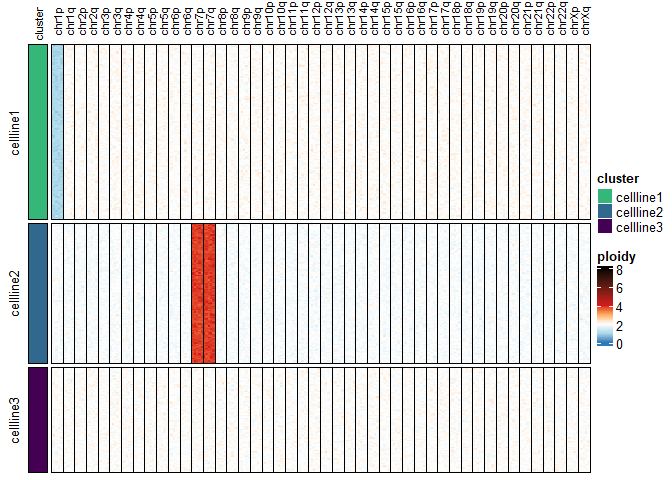 cluster
chr1p
chr1q
chr2p
chr2q
chr3p
chr3q
chr4p
chr4q
chr5p
chr5q
chr6p
chr6q
chr7p
chr7q
chr8p
chr8q
chr9p
chr9q
chr10p
chr10q
chr11p
chr11q
chr12p
chr12q
chr13p
chr13q
chr14p
chr14q
chr15p
chr15q
chr16p
chr16q
chr17p
chr17q
chr18p
chr18q
chr19p
chr19q
chr20p
chr20q
chr21p
chr21q
chr22p
chr22q
chrXp
chrXq
cellline1
cellline2
cellline3
cluster
cellline1
cellline2
cellline3
ploidy
8
6
4
2
0